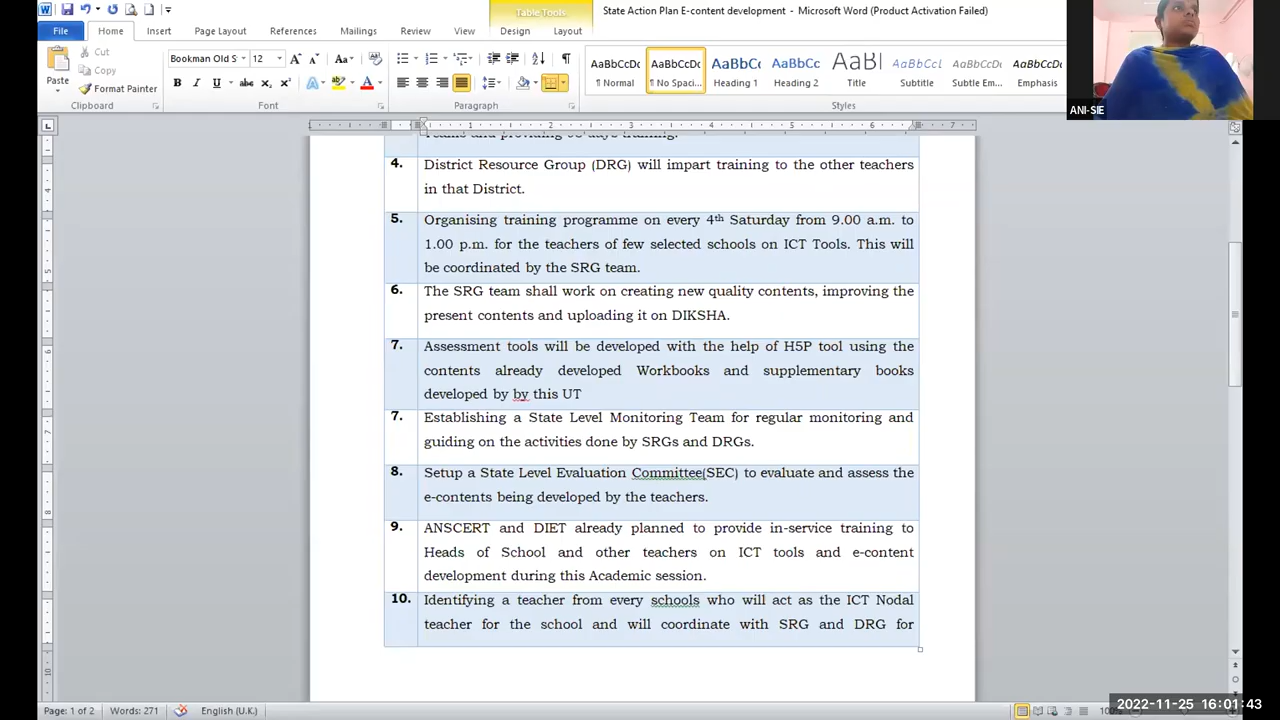 Table Tools
State Action Plan E-content development - Microsoft Word (Product Activation Failed)
File Home Insert Page Layout References Mailings Review View Design Layout
Paste
Cut
Copy
Format Painter
Clipboard
Bookman Old S 12
Font
Paragraph
AaBbCcDc AaBbCcDc AaBbCc AaBbCc AaBl AaBbCcl AaBbCcDc AaBbCcDc
¶ Normal ¶ No Spaci... Heading 1 Heading 2 Title Subtitle Subtle Em... Emphasis
Styles
ANI-SIE
4. District Resource Group (DRG) will impart training to the other teachers
in that District.
5. Organising training programme on every 4th Saturday from 9.00 a.m. to
1.00 p.m. for the teachers of few selected schools on ICT Tools. This will
be coordinated by the SRG team.
6. The SRG team shall work on creating new quality contents, improving the
present contents and uploading it on DIKSHA.
7. Assessment tools will be developed with the help of H5P tool using the
contents already developed Workbooks and supplementary books
developed by by this UT
7. Establishing a State Level Monitoring Team for regular monitoring and
guiding on the activities done by SRGs and DRGs.
8. Setup a State Level Evaluation Committee(SEC) to evaluate and assess the
e-contents being developed by the teachers.
9. ANSCERT and DIET already planned to provide in-service training to
Heads of School and other teachers on ICT tools and e-content
development during this Academic session.
10. Identifying a teacher from every schools who will act as the ICT Nodal
teacher for the school and will coordinate with SRG and DRG for
Page: 1 of 2 Words: 271 English (U.K.)
2022-11-25 16:01:43